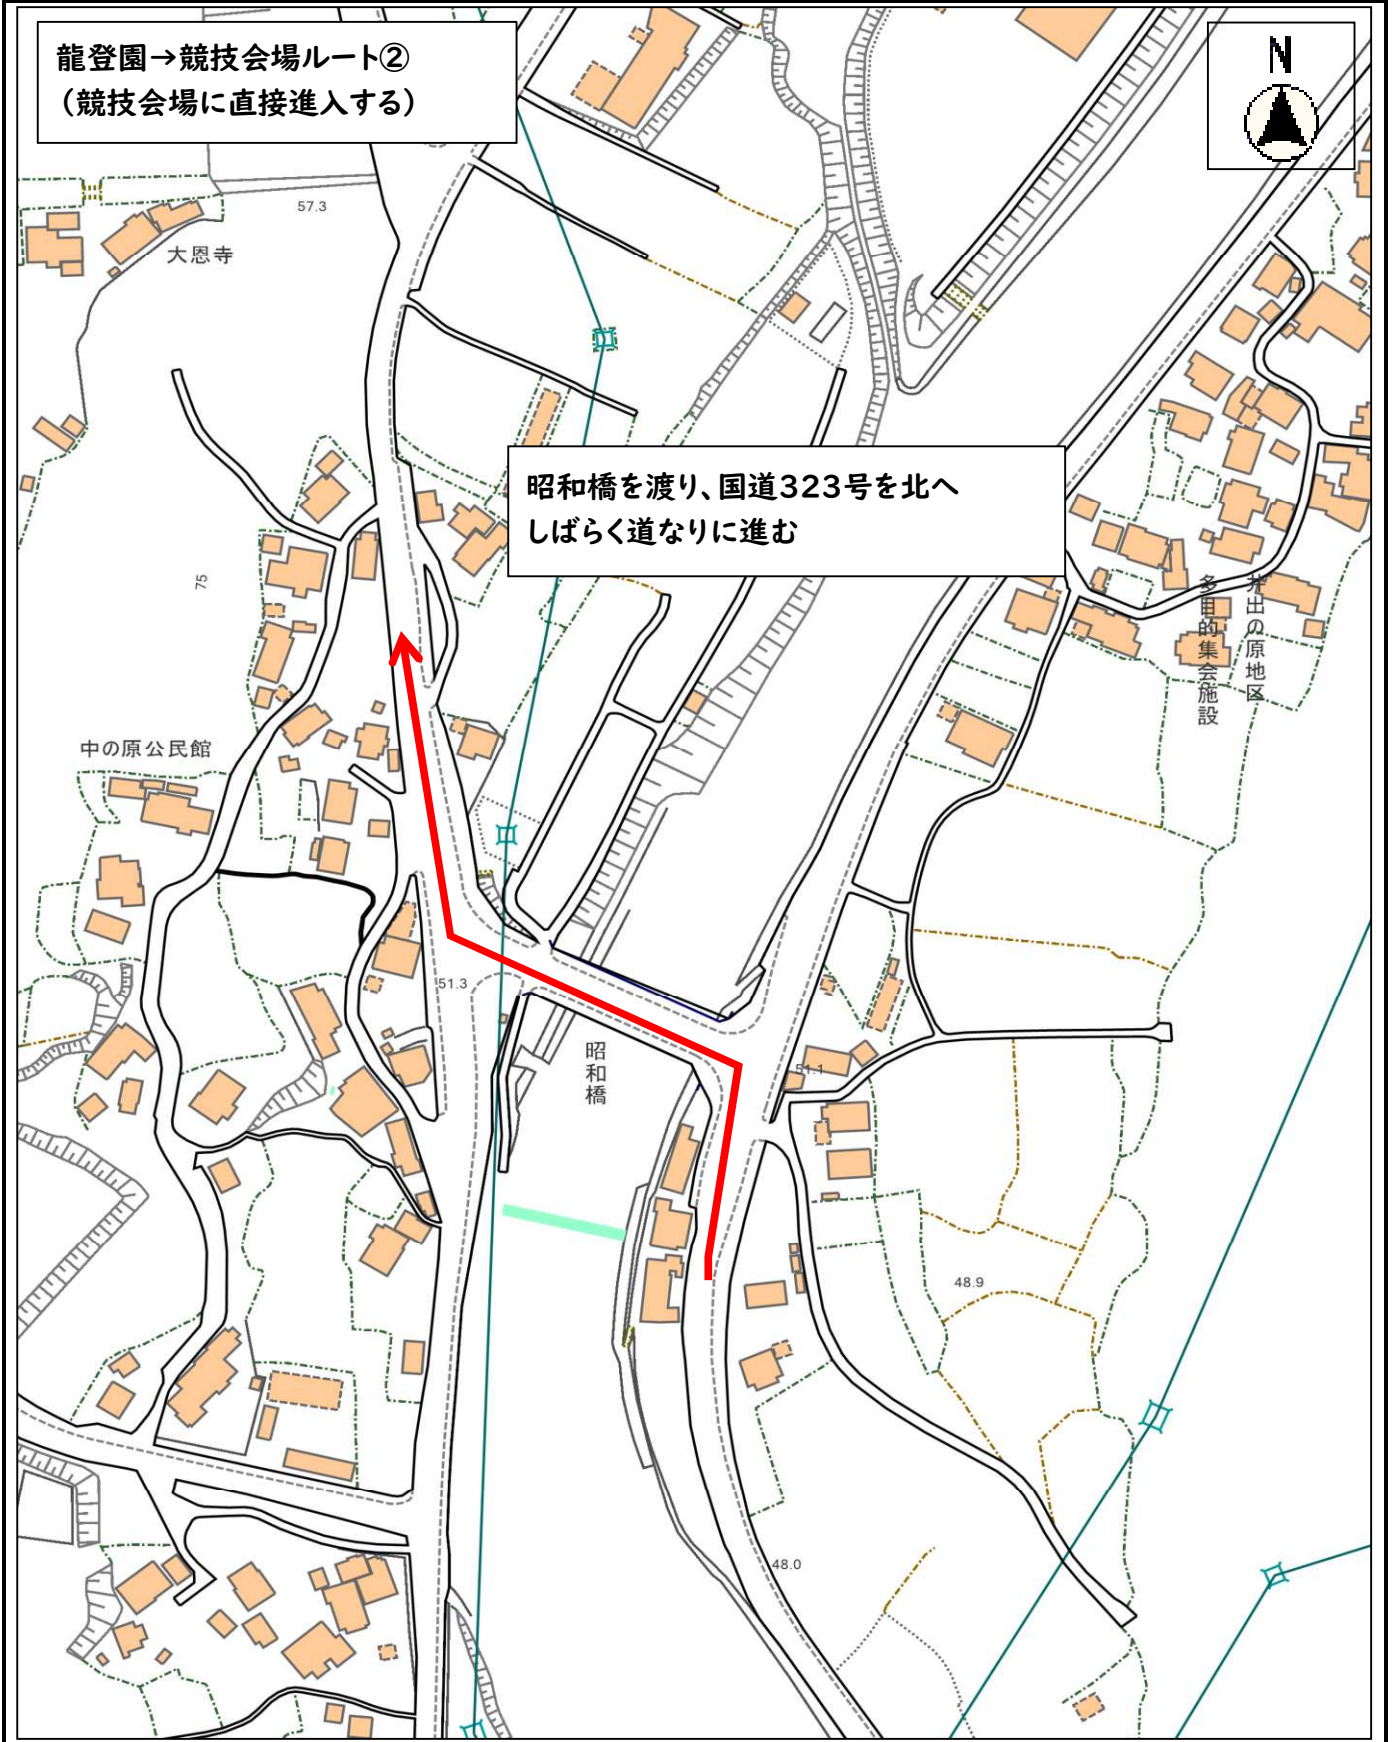 龍登園→競技会場ルート②
（競技会場に直接進入する）
N
57.3
大恩寺
昭和橋を渡り、国道323号を北へ
しばらく道なりに進む
75
井出の原地区
多目的集会施設
中の原公民館
51.3
昭和橋
51.1
48.9
48.0